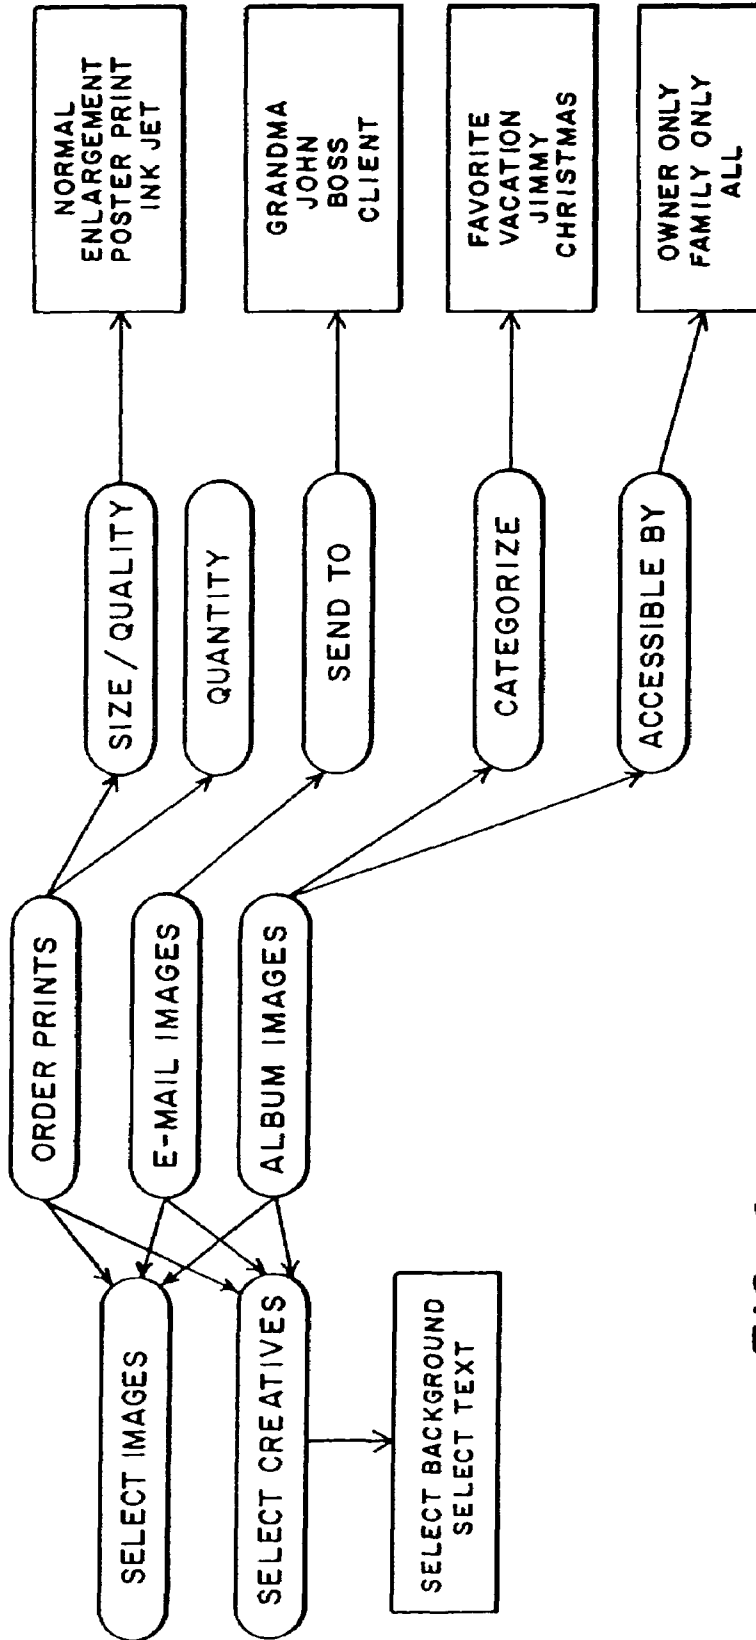 ORDER PRINTS
E-MAIL IMAGES
ALBUM IMAGES
SELECT IMAGES
SELECT CREATIVES
SELECT BACKGROUND
SELECT TEXT
SIZE / QUALITY
QUANTITY
SEND TO
CATEGORIZE
ACCESSIBLE BY
NORMAL
ENLARGEMENT
POSTER PRINT
INK JET
GRANDMA
JOHN
BOSS
CLIENT
FAVORITE
VACATION
JIMMY
CHRISTMAS
OWNER ONLY
FAMILY ONLY
ALL